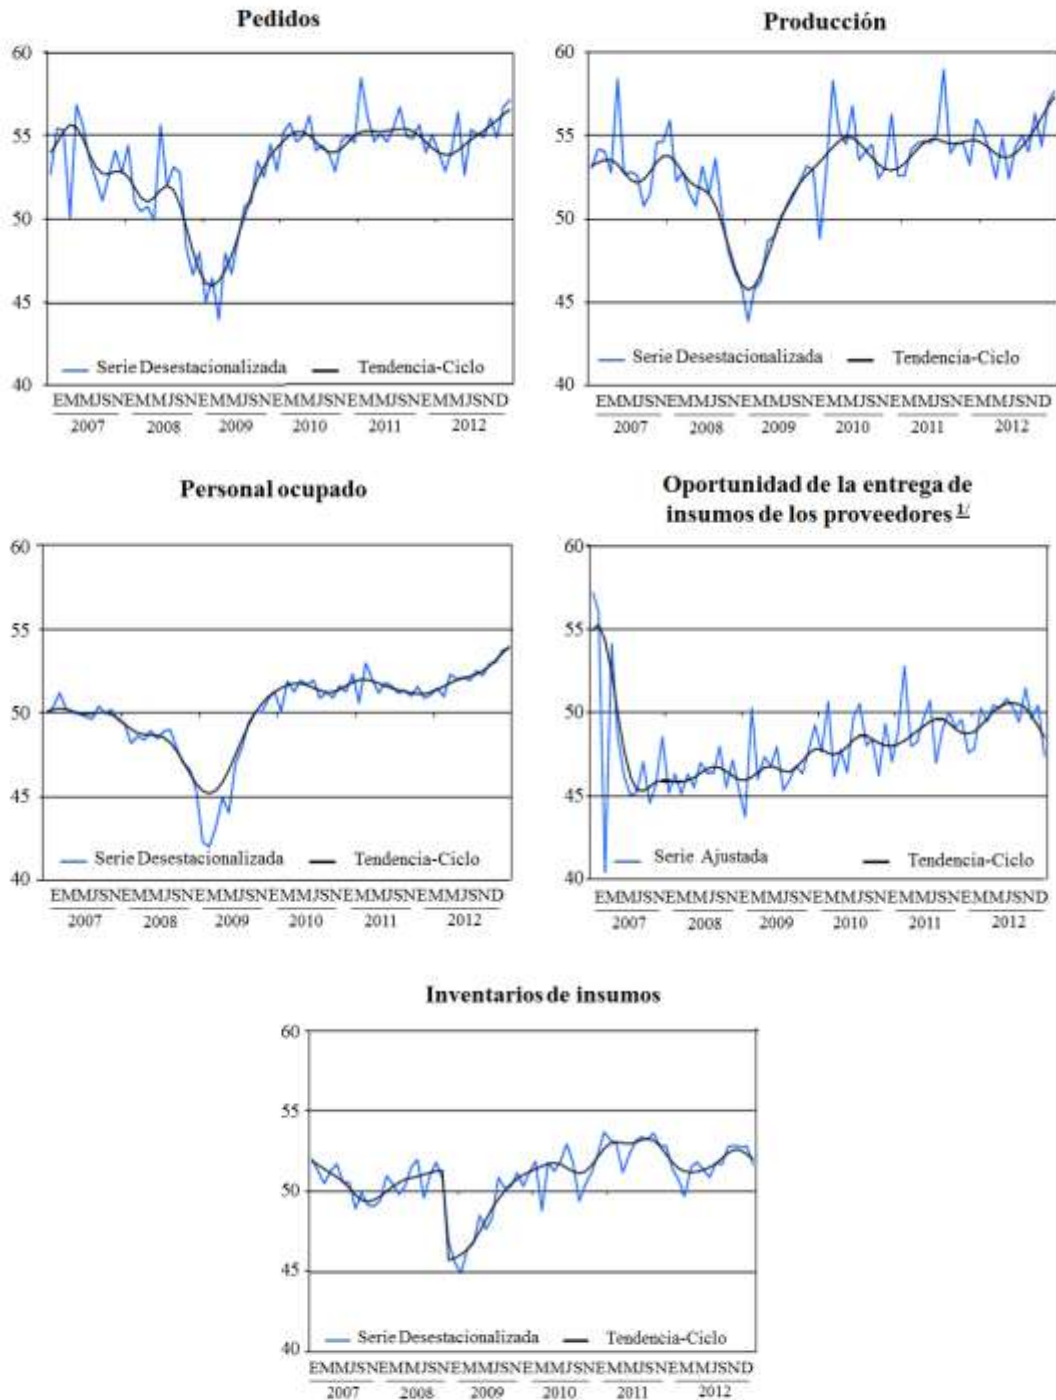 Pedidos
60
55
50
45
40
Serie Desestacionalizada
Tendencia-Ciclo
EMMJSNEMMJSNEMMJSNEMMJSNEMMJSNEMMJSND
2007 2008 2009 2010 2011 2012
Producción
60
55
50
45
40
Serie Desestacionalizada
Tendencia-Ciclo
EMMJSNEMMJSNEMMJSNEMMJSNEMMJSNEMMJSND
2007 2008 2009 2010 2011 2012
Personal ocupado
60
55
50
45
40
Serie Desestacionalizada
Tendencia-Ciclo
EMMJSNEMMJSNEMMJSNEMMJSNEMMJSNEMMJSND
2007 2008 2009 2010 2011 2012
Oportunidad de la entrega de
insumos de los proveedores 1/
60
55
50
45
40
Serie Ajustada
Tendencia-Ciclo
EMMJSNEMMJSNEMMJSNEMMJSNEMMJSNEMMJSND
2007 2008 2009 2010 2011 2012
Inventarios de insumos
60
55
50
45
40
Serie Desestacionalizada
Tendencia-Ciclo
EMMJSNEMMJSNEMMJSNEMMJSNEMMJSNEMMJSND
2007 2008 2009 2010 2011 2012